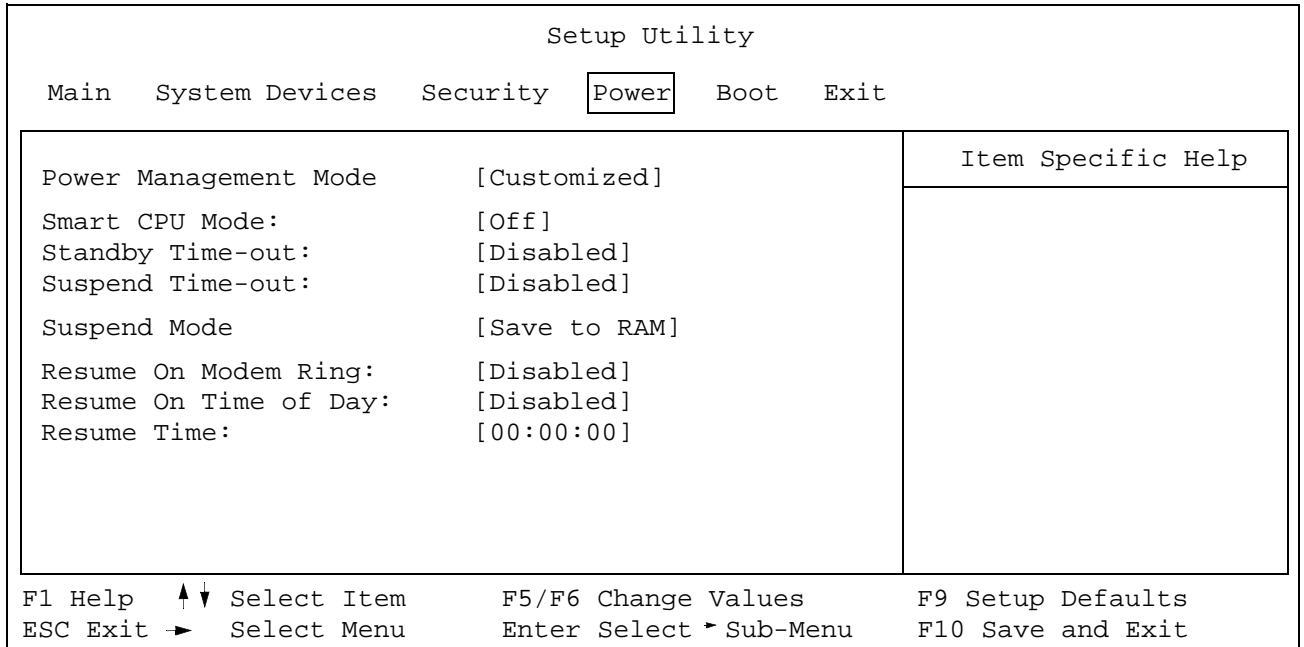 Setup Utility
Main System Devices Security Power Boot Exit
Item Specific Help
Power Management Mode [Customized]
Smart CPU Mode: [Off]
Standby Time-out: [Disabled]
Suspend Time-out: [Disabled]
Suspend Mode [Save to RAM]
Resume On Modem Ring: [Disabled]
Resume On Time of Day: [Disabled]
Resume Time: [00:00:00]
F1 Help Select Item F5/F6 Change Values F9 Setup Defaults
ESC Exit Select Menu Enter Select Sub-Menu F10 Save and Exit